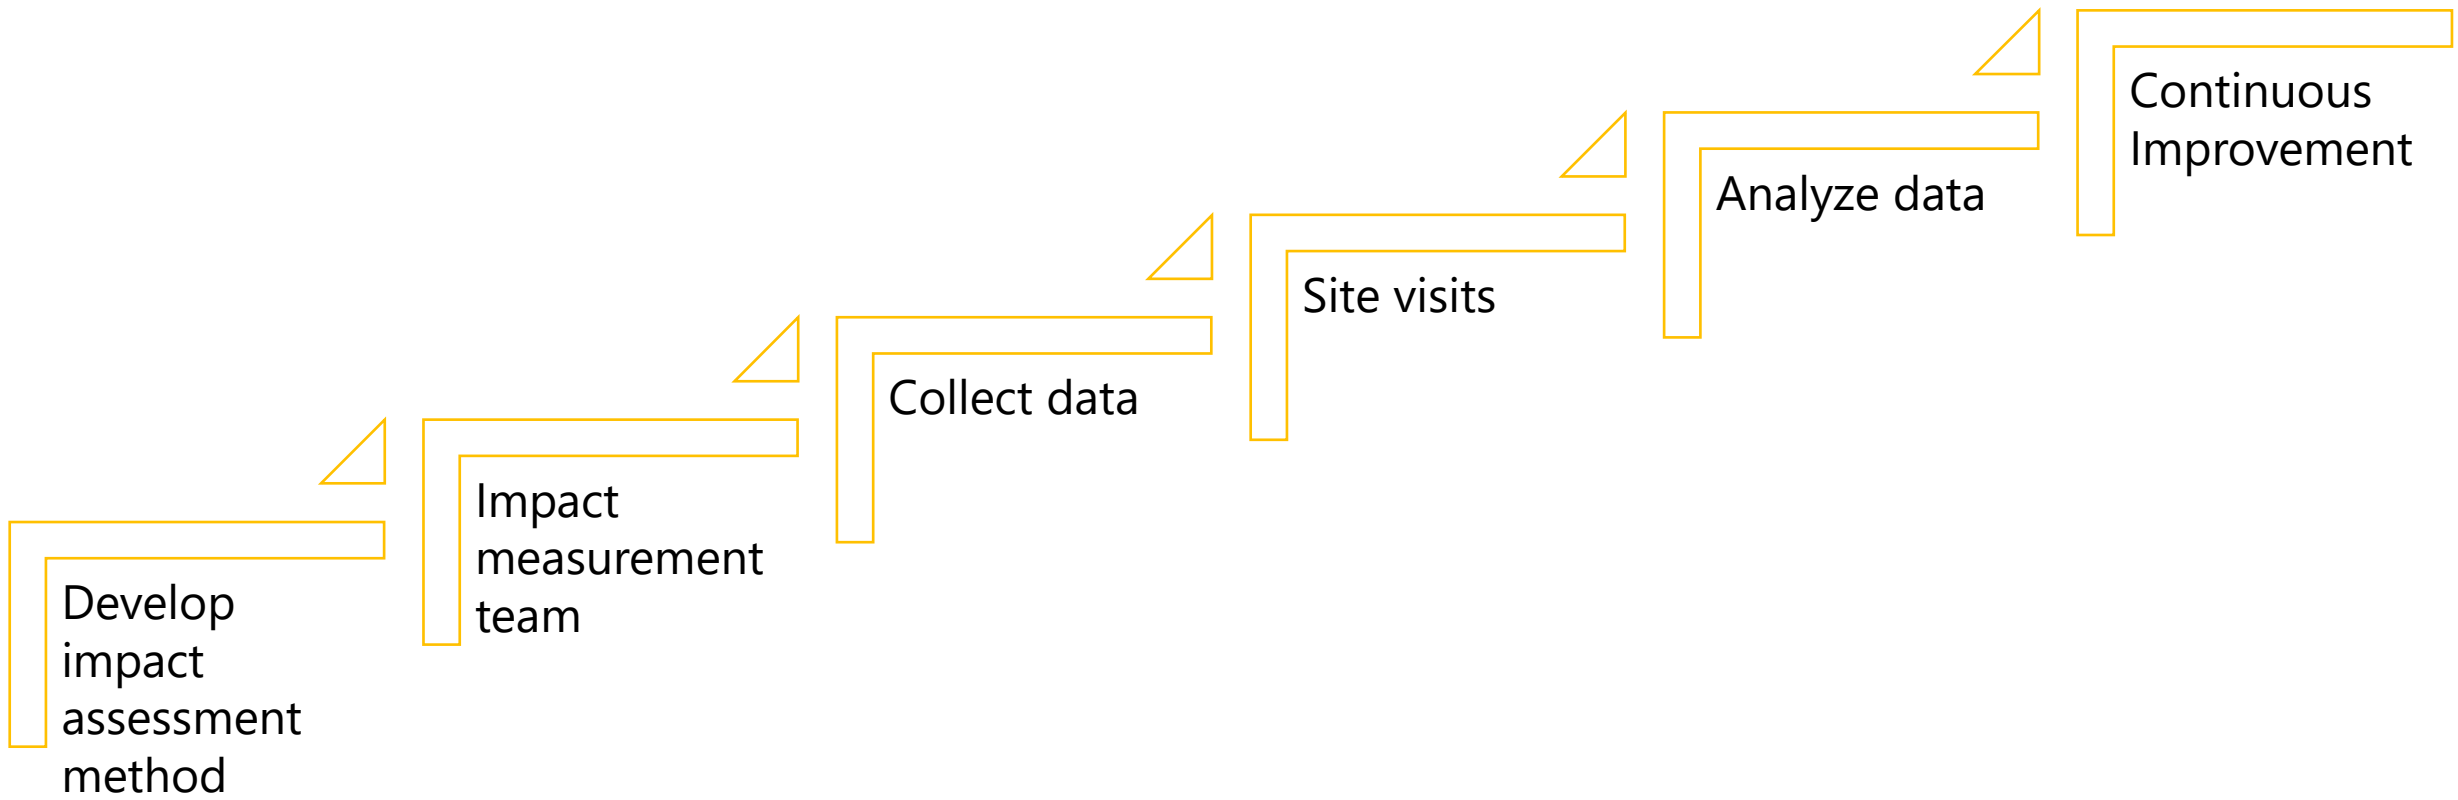 Develop
impact
assessment
method
Impact
measurement
team
Collect data
Site visits
Analyze data
Continuous
Improvement